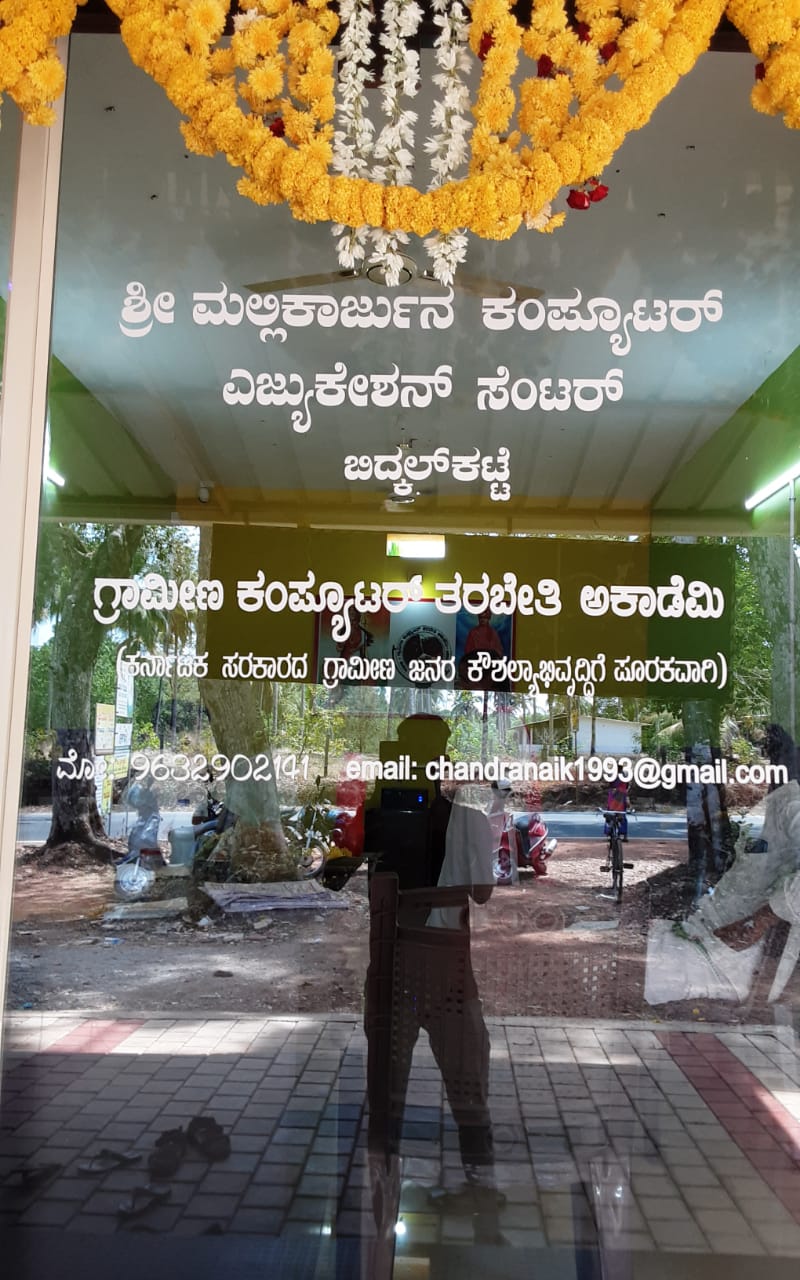 ಶ್ರೀ ಮಲ್ಲಿಕಾರ್ಜುನ ಕಂಪ್ಯೂಟರ್
ಎಜ್ಯುಕೇಶನ್ ಸೆಂಟರ್
ಬಿದ್ಕಲ್‌ಕಟ್ಟೆ
ಗ್ರಾಮೀಣ ಕಂಪ್ಯೂಟರ್ ತರಬೇತಿ ಅಕಾಡೆಮಿ
(ಕರ್ನಾಟಕ ಸರಕಾರದ ಗ್ರಾಮೀಣ ಜನರ ಕೌಶಲ್ಯಾಭಿವೃದ್ದಿಗೆ ಪೂರಕವಾಗಿ)
ಮೋ: 9632902141 email: chandranaik1993@gmail.com